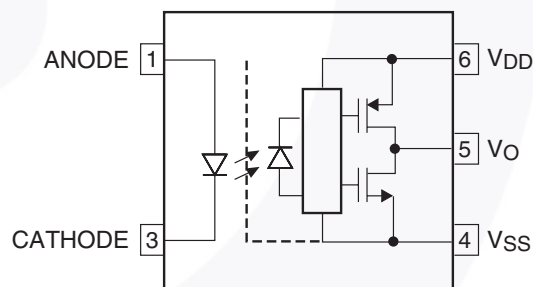 ANODE 1
6 VDD
5 VO
CATHODE 3
4 VSS